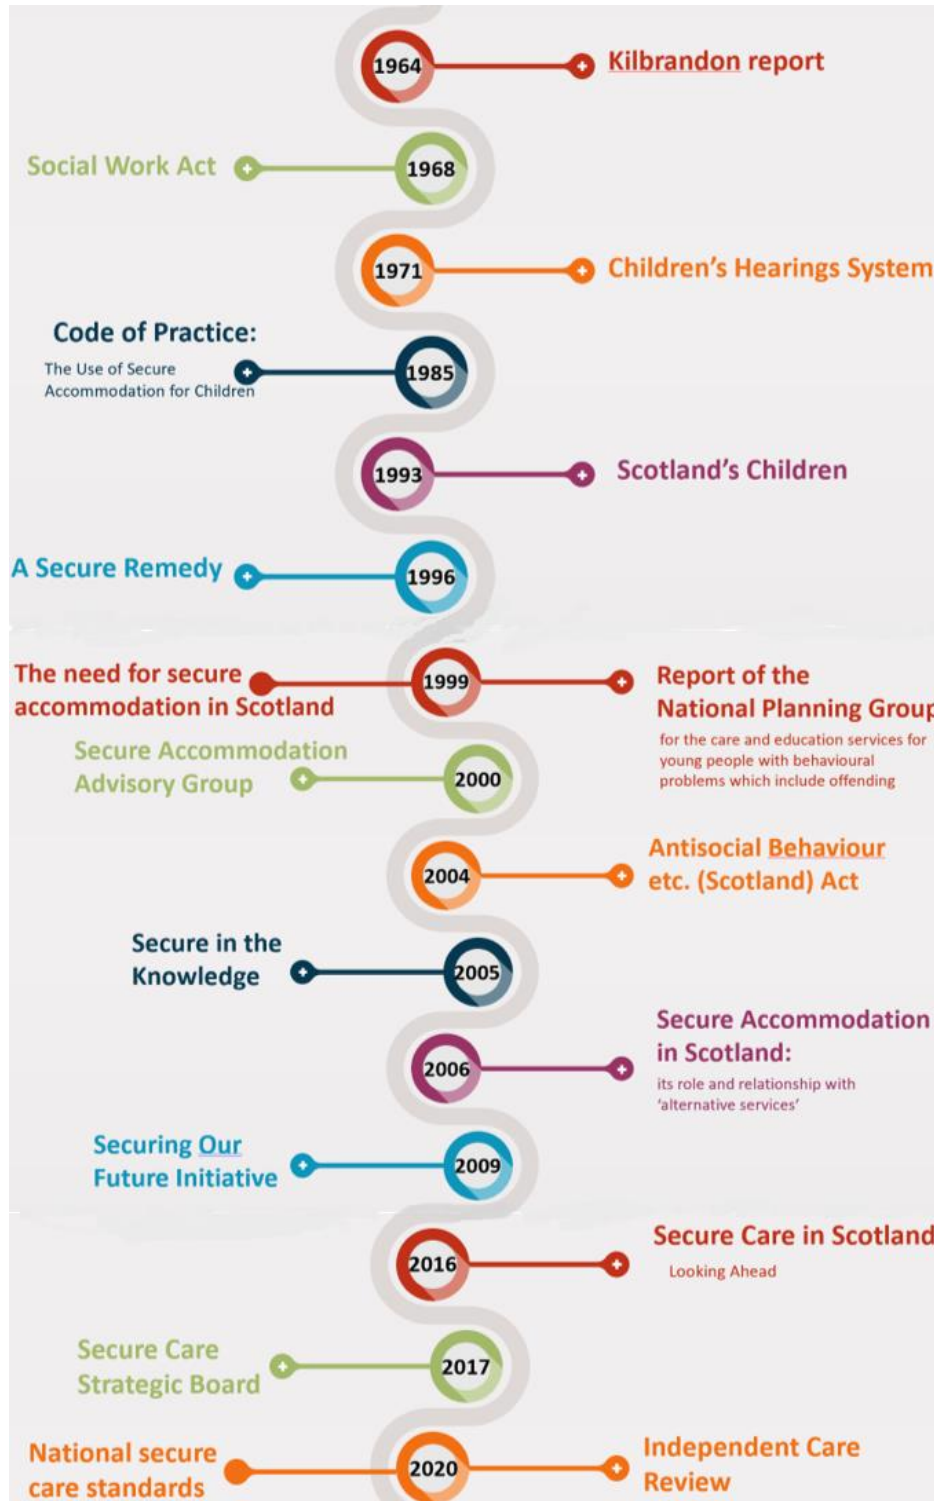 1964
Kilbrandon report
Social Work Act
1968
1971
Children's Hearings System
Code of Practice:
The Use of Secure
Accommodation for Children
1985
1993
Scotland's Children
A Secure Remedy
1996
The need for secure
accommodation in Scotland
1999
Report of the
National Planning Group
for the care and education services for
young people with behavioural
problems which include offending
Secure Accommodation
Advisory Group
2000
2004
Antisocial Behaviour
etc. (Scotland) Act
Secure in the
Knowledge
2005
2006
Secure Accommodation
in Scotland:
its role and relationship with
'alternative services'
Securing Our
Future Initiative
2009
2016
Secure Care in Scotland
Looking Ahead
Secure Care
Strategic Board
2017
National secure
care standards
2020
Independent Care
Review